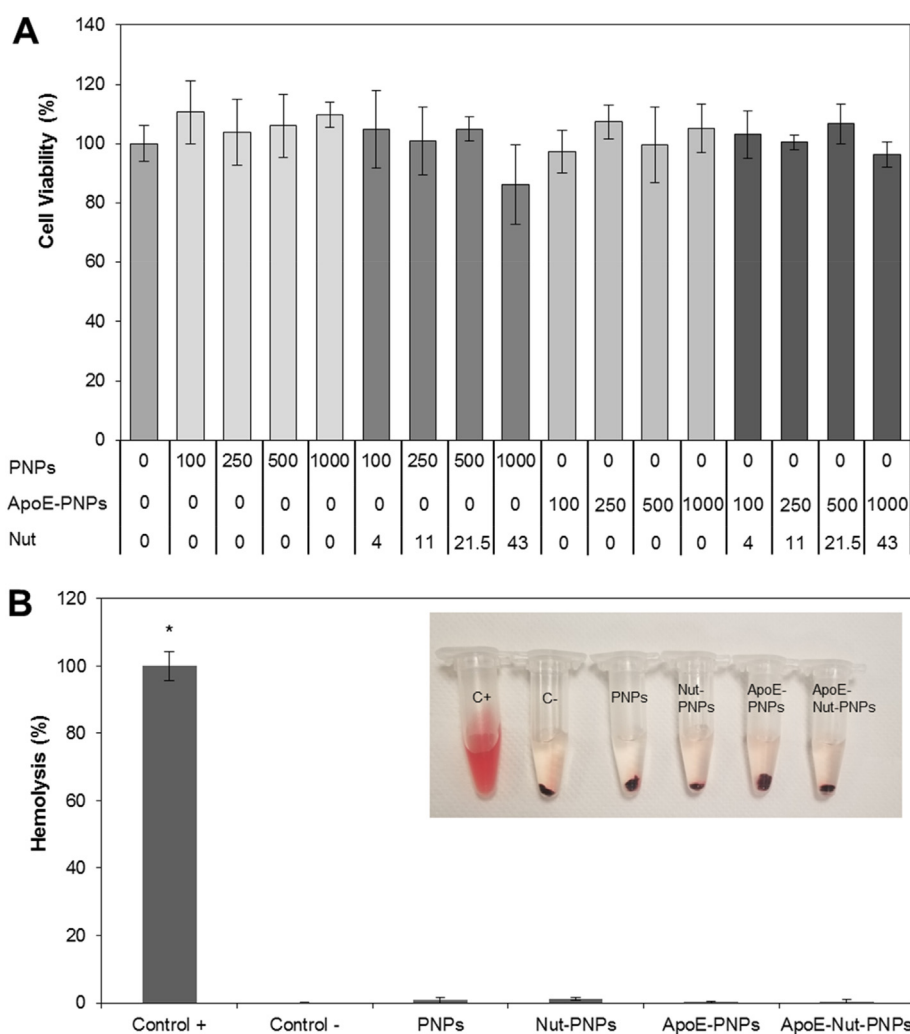 A
140
120
100
80
60
40
20
0
Cell Viability (%)
PNPs 0 100 250 500 1000 100 250 500 1000 0 0 0 0 0 0 0 0
ApoE-PNPs 0 0 0 0 0 0 0 0 0 100 250 500 1000 100 250 500 1000
Nut 0 0 0 0 0 4 11 21.5 43 0 0 0 0 4 11 21.5 43
B
120
100
80
60
40
20
0
Hemolysis (%)
*
C+ C- PNPs Nut-PNPs ApoE-PNPs ApoE-Nut-PNPs
Control + Control - PNPs Nut-PNPs ApoE-PNPs ApoE-Nut-PNPs